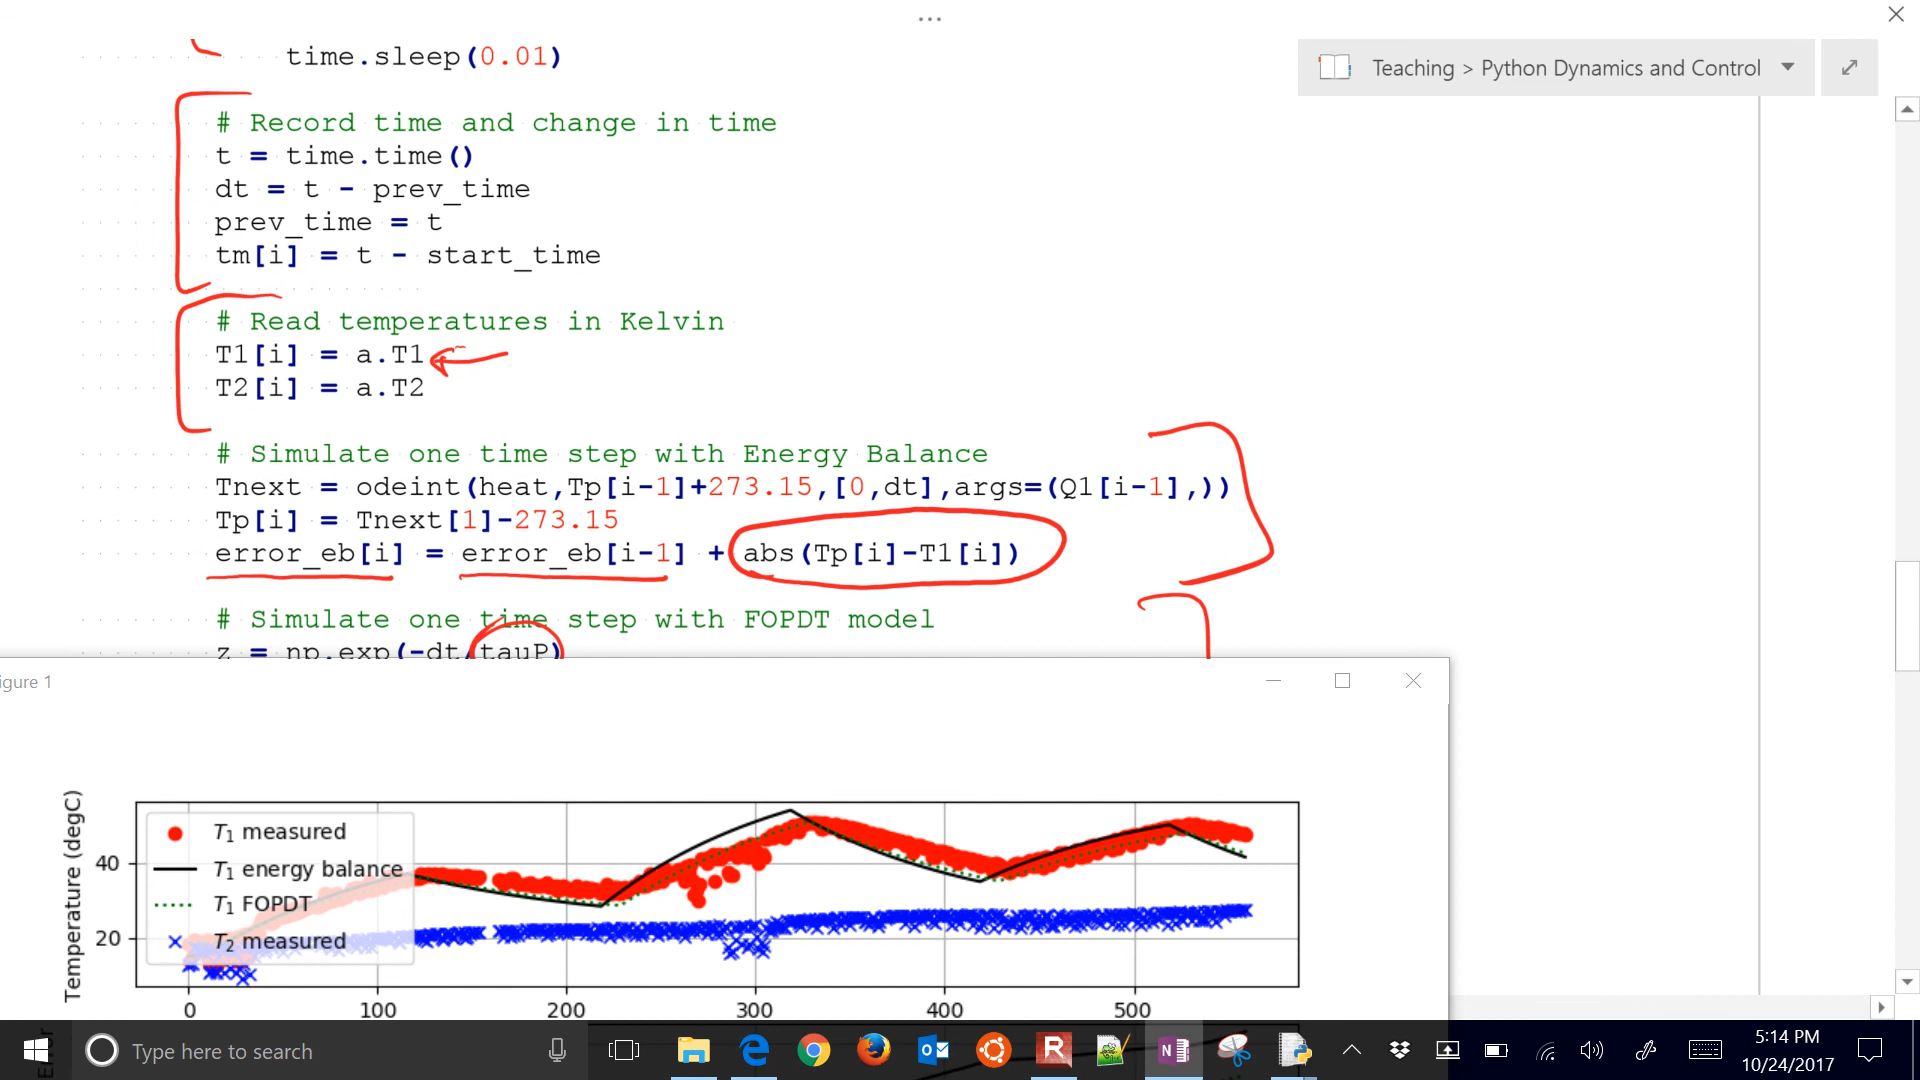 ...
time.sleep(0.01)
Teaching > Python Dynamics and Control
# Record time and change in time
t = time.time()
dt = t - prev_time
prev_time = t
tm[i] = t - start_time
# Read temperatures in Kelvin
T1[i] = a.T1
T2[i] = a.T2
# Simulate one time step with Energy Balance
Tnext = odeint(heat,Tp[i-1]+273.15,[0,dt],args=(Q1[i-1],))
Tp[i] = Tnext[1]-273.15
error_eb[i] = error_eb[i-1] + abs(Tp[i]-T1[i])
# Simulate one time step with FOPDT model
z = np.exp(-dt/tauP)
igure 1
Temperature (degC)
40
20
T1 measured
T1 energy balance
T1 FOPDT
T2 measured
0 100 200 300 400 500
Type here to search
5:14 PM
10/24/2017